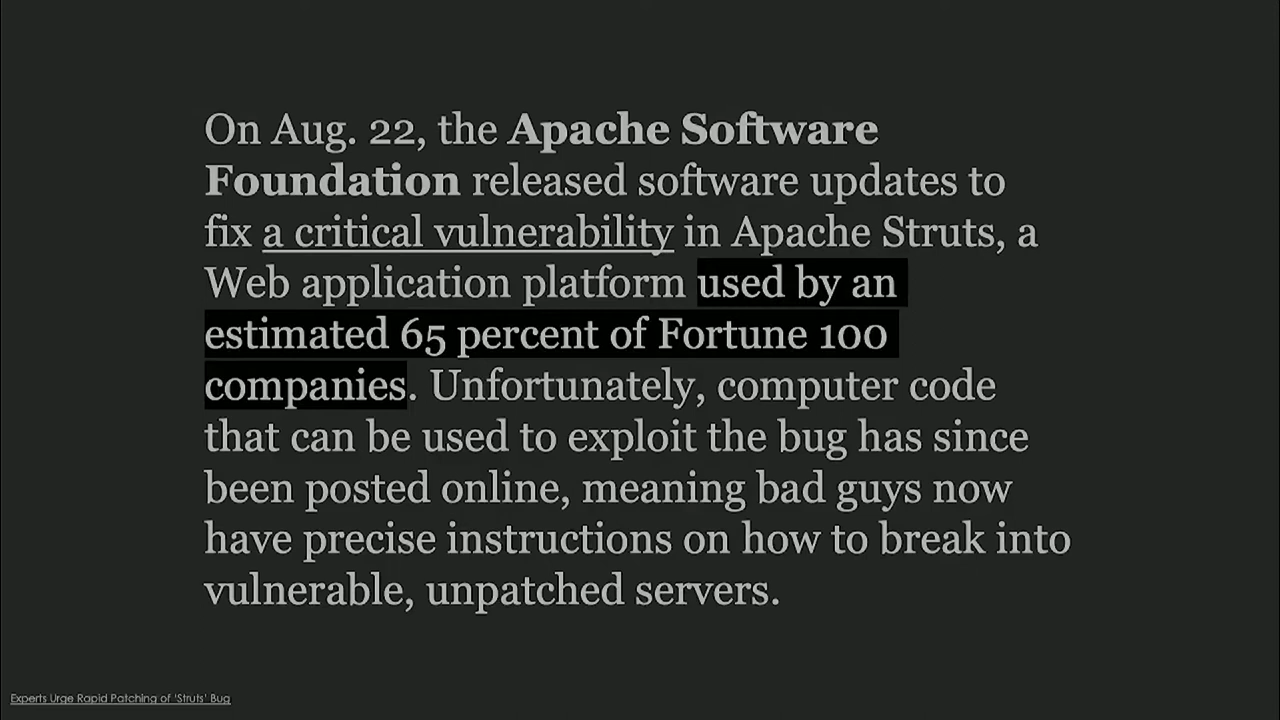 On Aug. 22, the Apache Software
Foundation released software updates to
fix a critical vulnerability in Apache Struts, a
Web application platform used by an
estimated 65 percent of Fortune 100
companies. Unfortunately, computer code
that can be used to exploit the bug has since
been posted online, meaning bad guys now
have precise instructions on how to break into
vulnerable, unpatched servers.
Experts Urge Rapid Patching of 'Struts' Bug